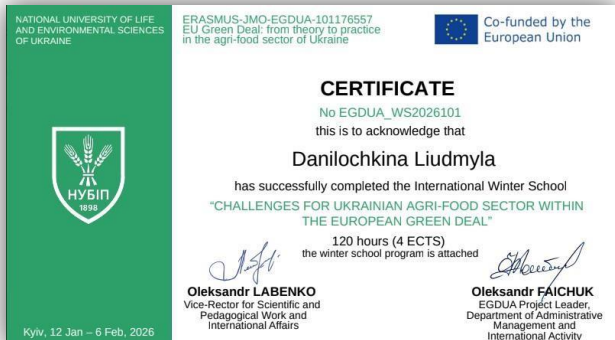 NATIONAL UNIVERSITY OF LIFE
AND ENVIRONMENTAL SCIENCES
OF UKRAINE
ERASMUS-JMO-EGDUA-101176557
EU Green Deal: from theory to practice
in the agri-food sector of Ukraine
Co-funded by the
European Union
CERTIFICATE
No EGDUA_WS2026101
this is to acknowledge that
Danilochkina Liudmyla
has successfully completed the International Winter School
“CHALLENGES FOR UKRAINIAN AGRI-FOOD SECTOR WITHIN
THE EUROPEAN GREEN DEAL”
120 hours (4 ECTS)
the winter school program is attached
НУБІП
1898
Oleksandr LABENKO
Vice-Rector for Scientific and
Pedagogical Work and
International Affairs
Oleksandr FAICHUK
EGDUA Project Leader,
Department of Administrative
Management and
International Activity
Kyiv, 12 Jan – 6 Feb, 2026